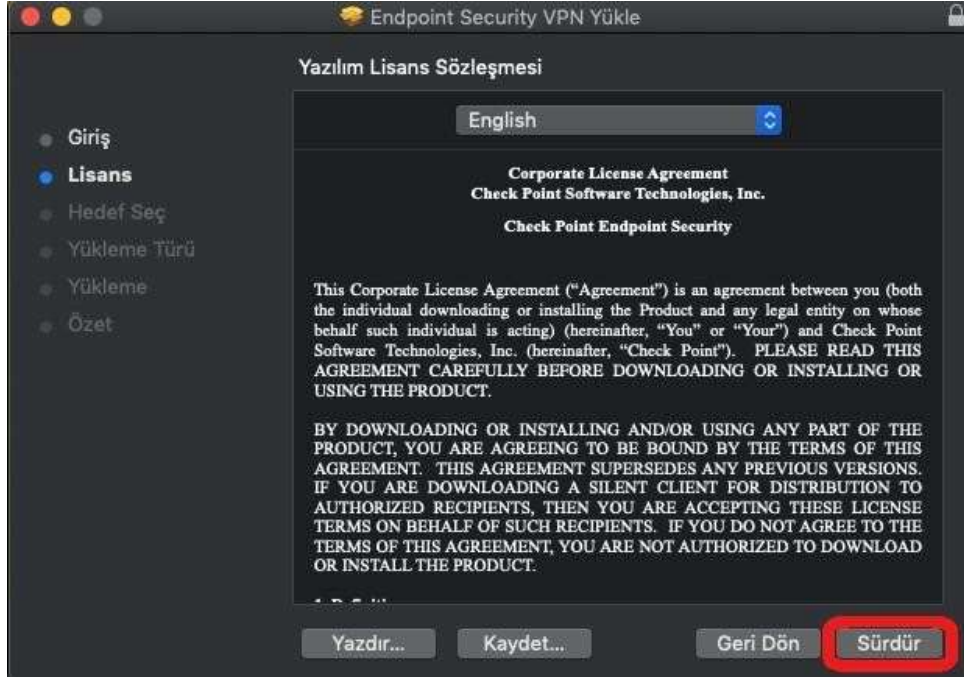 Endpoint Security VPN Yükle
Yazılım Lisans Sözleşmesi
Giriş
Lisans
Hedef Seç
Yükleme Türü
Yükleme
Özet
English
Corporate License Agreement
Check Point Software Technologies, Inc.
Check Point Endpoint Security
This Corporate License Agreement (“Agreement”) is an agreement between you (both
the individual downloading or installing the Product and any legal entity on whose
behalf such individual is acting) (hereinafter, “You” or “Your”) and Check Point
Software Technologies, Inc. (hereinafter, “Check Point”). PLEASE READ THIS
AGREEMENT CAREFULLY BEFORE DOWNLOADING OR INSTALLING OR
USING THE PRODUCT.
BY DOWNLOADING OR INSTALLING AND/OR USING ANY PART OF THE
PRODUCT, YOU ARE AGREEING TO BE BOUND BY THE TERMS OF THIS
AGREEMENT. THIS AGREEMENT SUPERSEDES ANY PREVIOUS VERSIONS.
IF YOU ARE DOWNLOADING A SILENT CLIENT FOR DISTRIBUTION TO
AUTHORIZED RECIPIENTS, THEN YOU ARE ACCEPTING THESE LICENSE
TERMS ON BEHALF OF SUCH RECIPIENTS. IF YOU DO NOT AGREE TO THE
TERMS OF THIS AGREEMENT, YOU ARE NOT AUTHORIZED TO DOWNLOAD
OR INSTALL THE PRODUCT.
Yazdır...
Kaydet...
Geri Dön
Sürdür